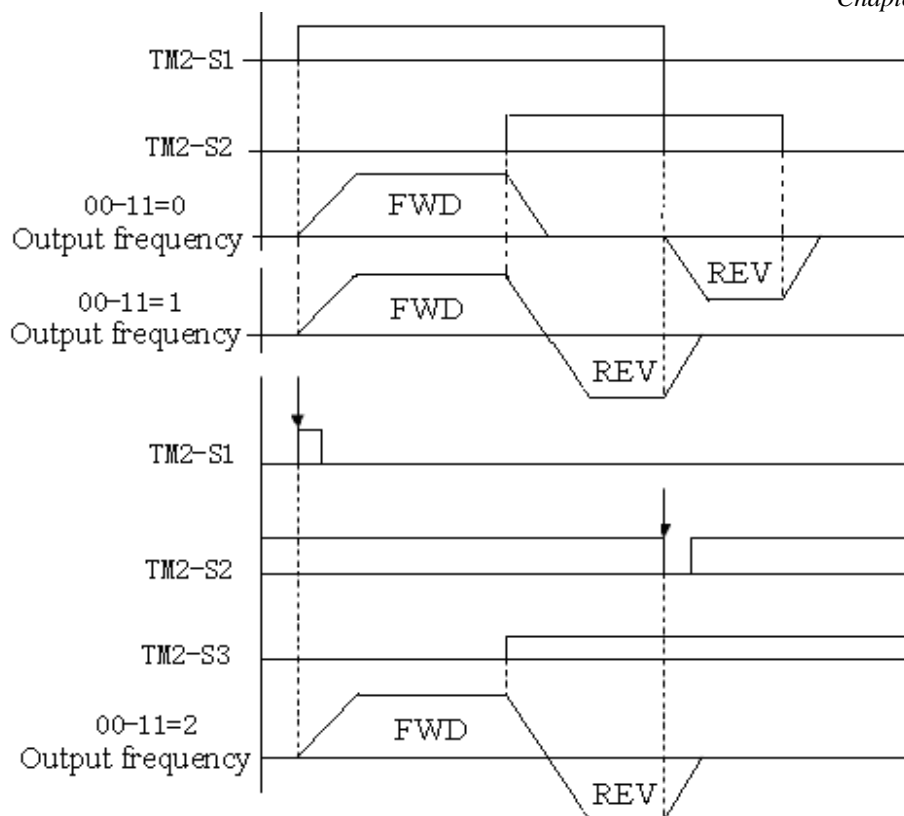 TM2-S1
TM2-S2
00-11=0
FWD
Output frequency
REV
00-11=1
FWD
Output frequency
REV
TM2-S1
TM2-S2
TM2-S3
00-11=2
FWD
Output frequency
REV